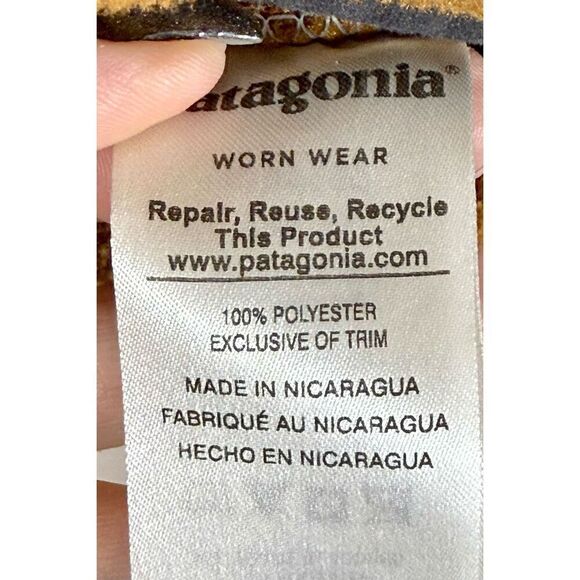 Patagonia®
WORN WEAR
Repair, Reuse, Recycle
This Product
www.patagonia.com
100% POLYESTER
EXCLUSIVE OF TRIM
MADE IN NICARAGUA
FABRIQUÉ AU NICARAGUA
HECHO EN NICARAGUA